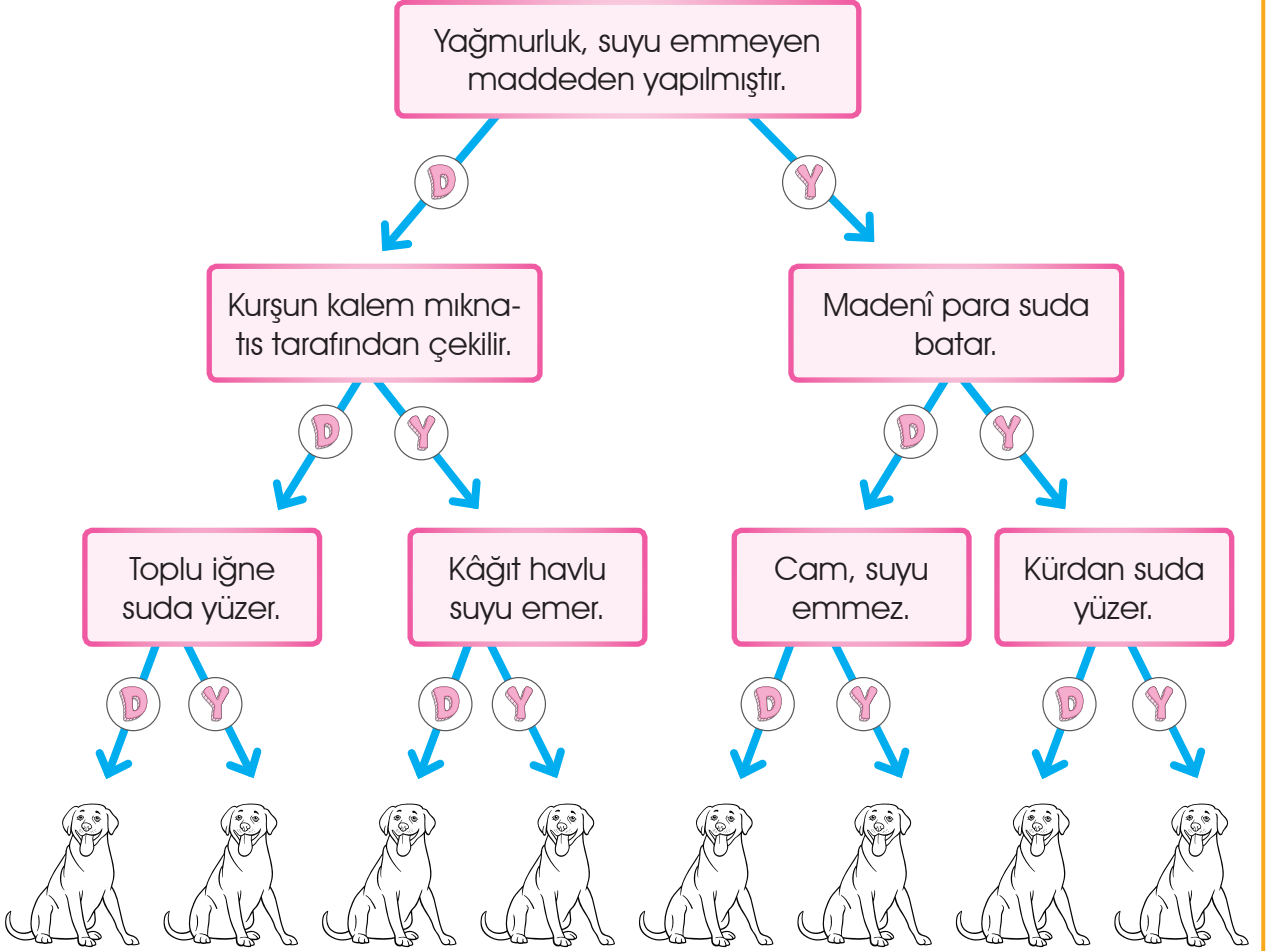 Yağmurluk, suyu emmeyen
maddeden yapılmıştır.
D
Y
Kurşun kalem mıkna-
tıs tarafından çekilir.
Madenî para suda
batar.
D
Y
D
Y
Toplu iğne
suda yüzer.
Kâğıt havlu
suyu emer.
Cam, suyu
emmez.
Kürdan suda
yüzer.
D
Y
D
Y
D
Y
D
Y